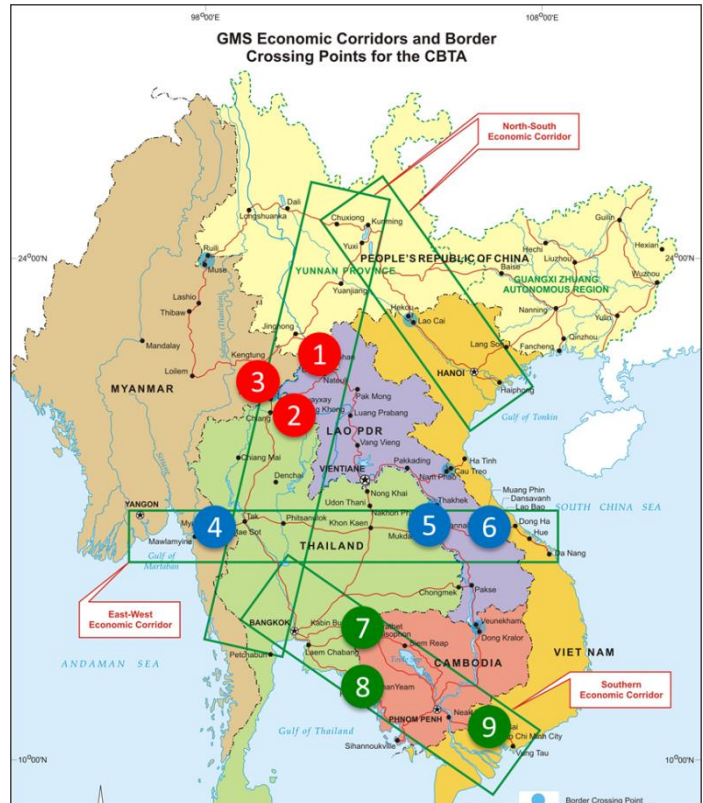 98°00'E
108°00'E
GMS Economic Corridors and Border
Crossing Points for the CBTA
North-South
Economic Corridor
Dali
Longshuanka
Chuxiong
Kunming
Guilin
Yuxi
Hechi
Hexian
24°00'N
24°00'N
Ruili
PEOPLE'S REPUBLIC OF CHINA
Liuzhou
Muse
YUNNAN PROVINCE
Baise
GUANGXI ZHUANG
AUTONOMOUS REGION
Wuzhou
Yuanjiang
Lashio
Hekou
Nanning
Yulin
Thibaw
Lao Cai
Jinghong
Qinzhou
Mandalay
Lang Son
Fancheng
Kengtung
1
Loilem
Nateuil
HANOI
3
MYANMAR
Haiphong
Pak Mong
2
Luang Prabang
Gulf of Tonkin
Chiang
LAO PDR
Vang Vieng
Chiang Mai
Pakkading
Ha Tinh
Denchai
VIENTIANE
Nam Phao
Cau Treo
Nong Khai
Thakhek
Muang Phin
Dansavanh
Lao Bao
SOUTH CHINA SEA
Udon Thani
YANGON
Tak
Phitsanulok
4
5
6
Dong Ha
Khon Kaen
Hue
Mawlamyine
THAILAND
Da Nang
Gulf of
Martaban
East-West
Economic Corridor
Chongmek
Pakse
BANGKOK
7
Veunekham
Siem Reap
Dong Kralor
Laem Chabang
VIET NAM
Petchaburi
CAMBODIA
ANDAMAN SEA
8
Southern
Economic Corridor
PHNOM PENH
9
Gulf of Thailand
Sihannoukville
Vung Tau
10°00'N
10°00'N
Border Crossing Point